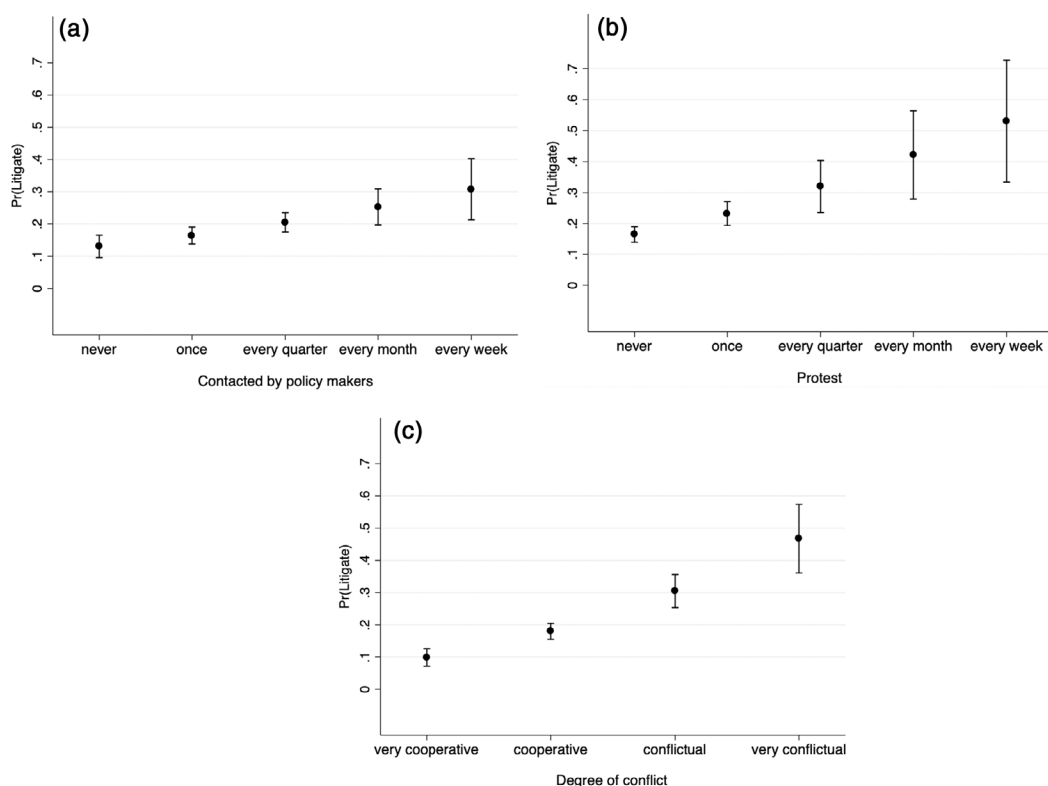 (a)
.7
.6
.5
.4
.3
.2
.1
0
Pr(Litigate)
never once every quarter every month every week
Contacted by policy makers
(b)
.7
.6
.5
.4
.3
.2
.1
0
Pr(Litigate)
never once every quarter every month every week
Protest
(c)
.7
.6
.5
.4
.3
.2
.1
0
Pr(Litigate)
very cooperative cooperative conflictual very conflictual
Degree of conflict